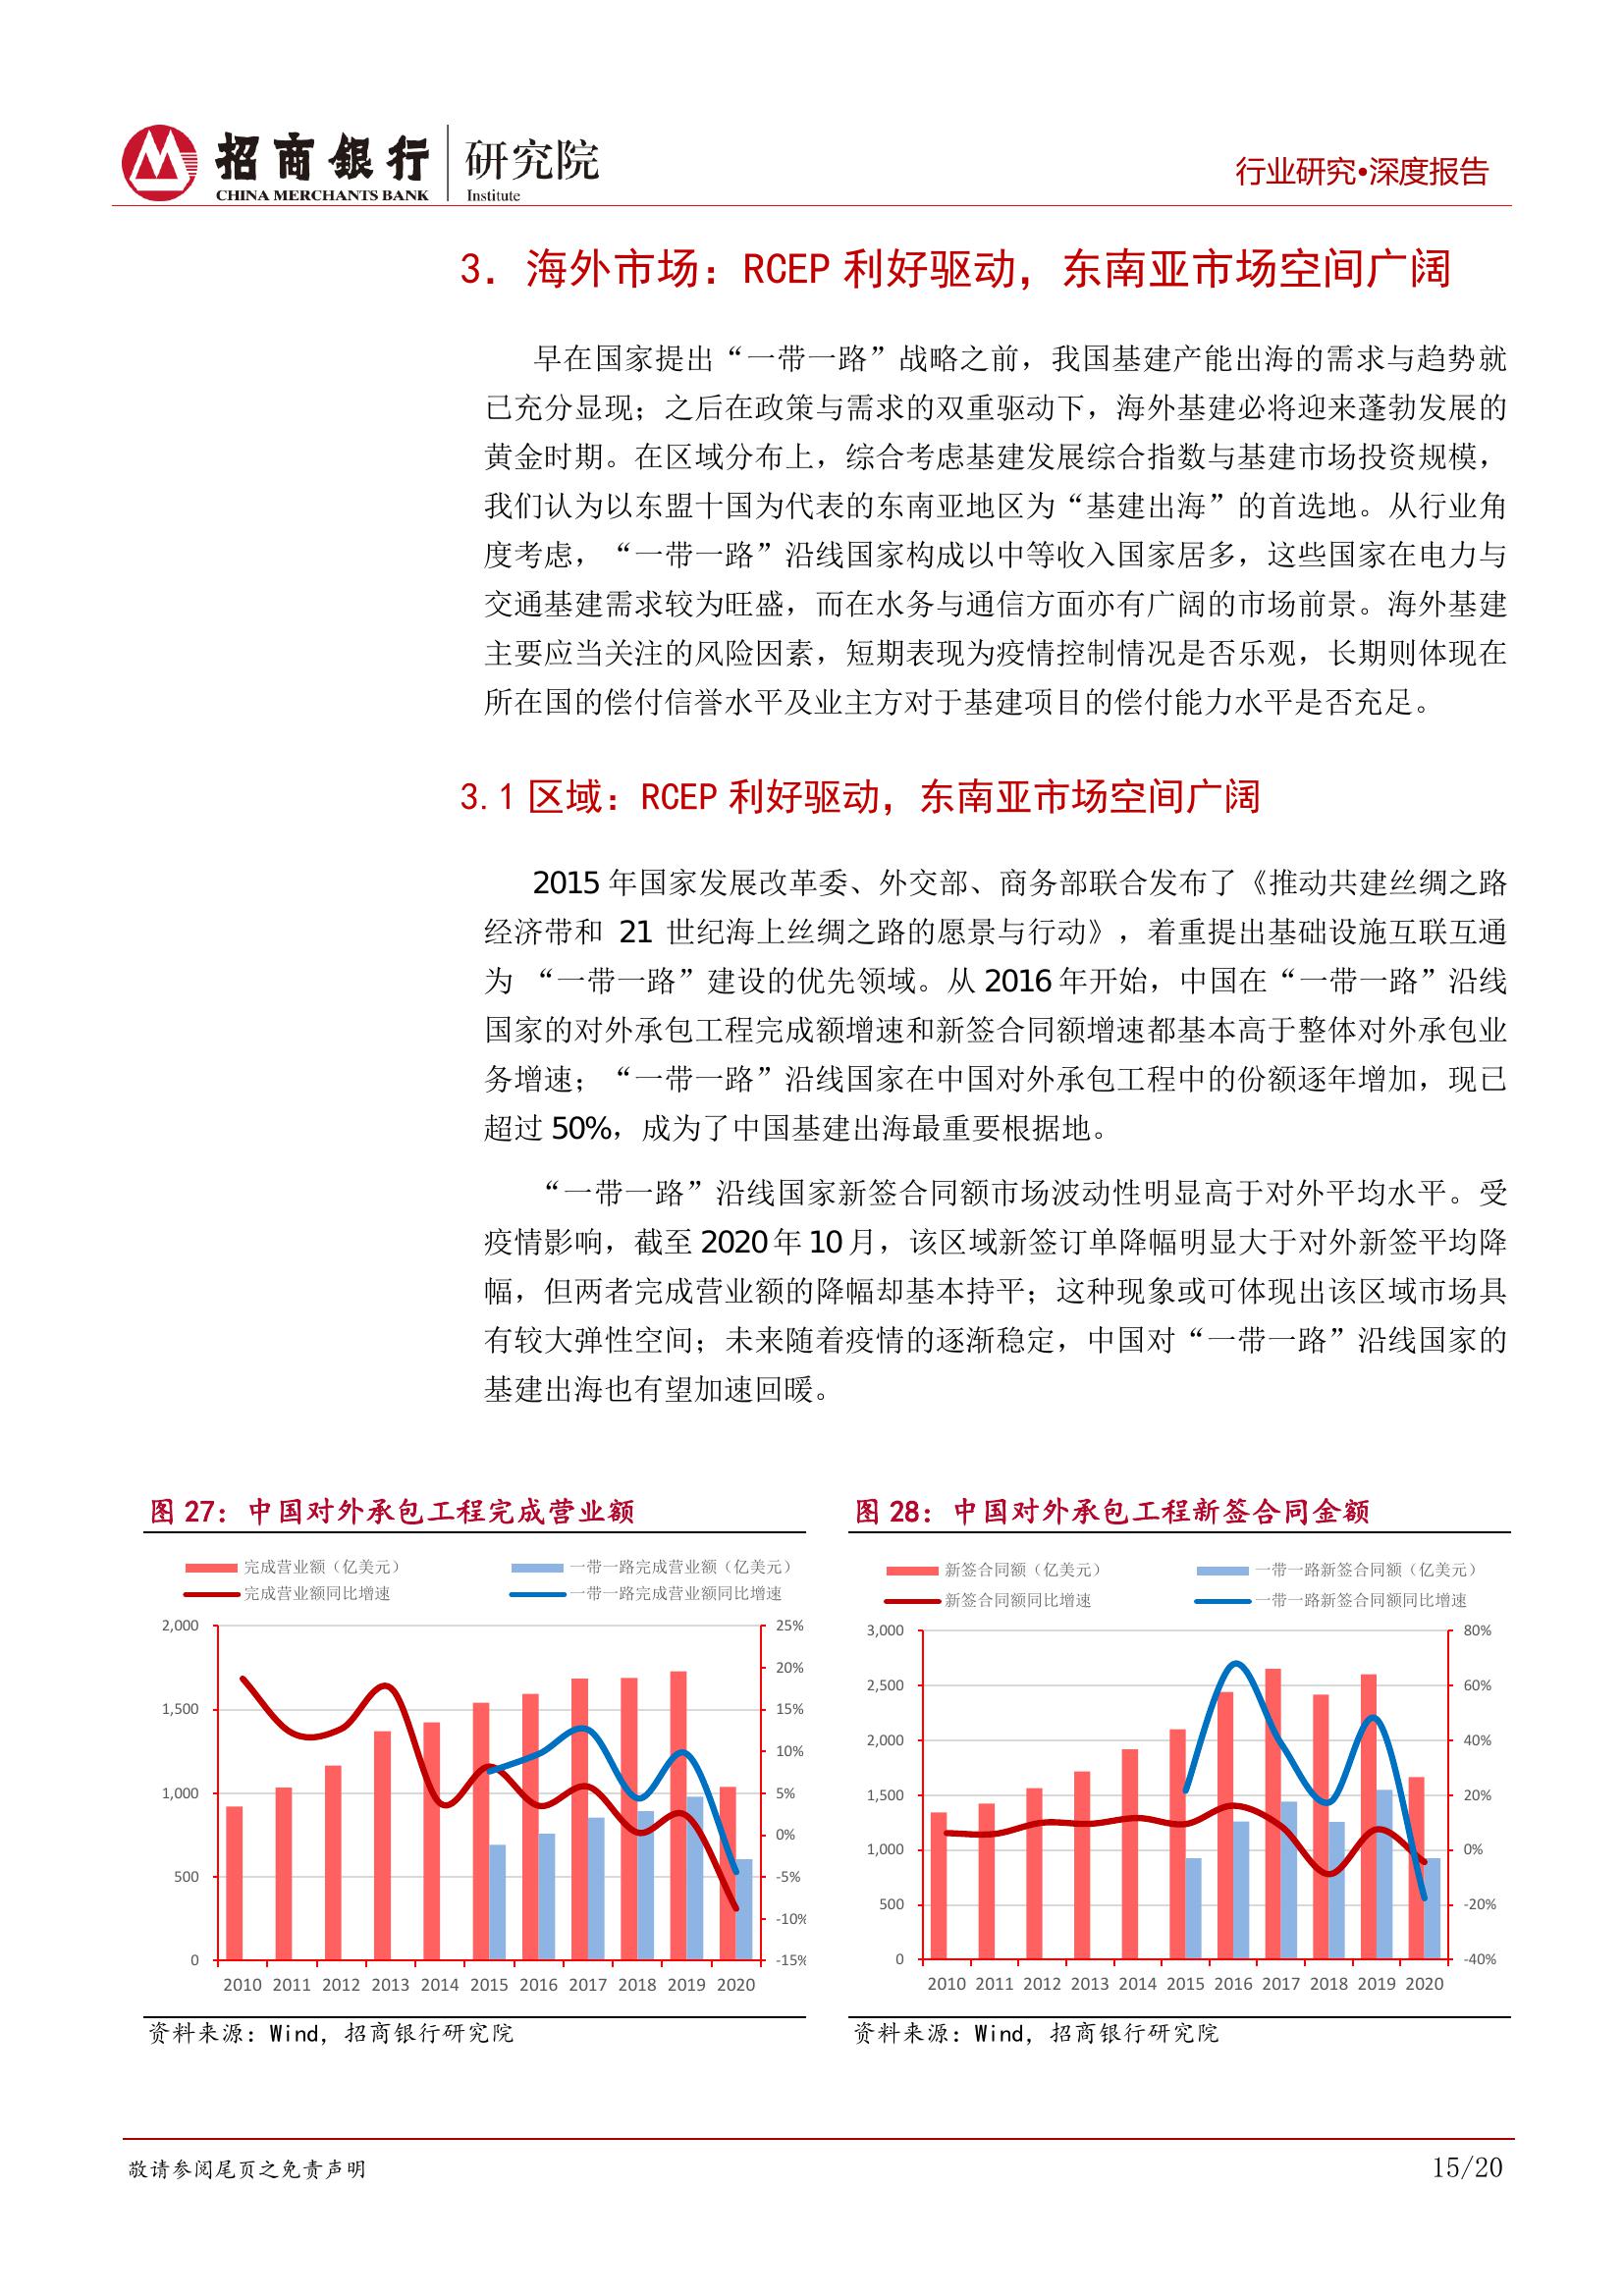 招商银行 研究院
CHINA MERCHANTS BANK Institute
行业研究•深度报告
3. 海外市场：RCEP 利好驱动，东南亚市场空间广阔
早在国家提出“一带一路”战略之前，我国基建产能出海的需求与趋势就
已充分显现；之后在政策与需求的双重驱动下，海外基建必将迎来蓬勃发展的
黄金时期。在区域分布上，综合考虑基建发展综合指数与基建市场投资规模，
我们认为以东盟十国为代表的东南亚地区为“基建出海”的首选地。从行业角
度考虑，“一带一路”沿线国家构成以中等收入国家居多，这些国家在电力与
交通基建需求较为旺盛，而在水务与通信方面亦有广阔的市场前景。海外基建
主要应当关注的风险因素，短期表现为疫情控制情况是否乐观，长期则体现在
所在国的偿付信誉水平及业主方对于基建项目的偿付能力水平是否充足。
3.1 区域：RCEP 利好驱动，东南亚市场空间广阔
2015 年国家发展改革委、外交部、商务部联合发布了《推动共建丝绸之路
经济带和 21 世纪海上丝绸之路的愿景与行动》，着重提出基础设施互联互通
为 “一带一路”建设的优先领域。从 2016 年开始，中国在“一带一路”沿线
国家的对外承包工程完成额增速和新签合同额增速都基本高于整体对外承包业
务增速；“一带一路”沿线国家在中国对外承包工程中的份额逐年增加，现已
超过 50%，成为了中国基建出海最重要根据地。
“一带一路”沿线国家新签合同额市场波动性明显高于对外平均水平。受
疫情影响，截至 2020 年 10 月，该区域新签订单降幅明显大于对外新签平均降
幅，但两者完成营业额的降幅却基本持平；这种现象或可体现出该区域市场具
有较大弹性空间；未来随着疫情的逐渐稳定，中国对“一带一路”沿线国家的
基建出海也有望加速回暖。
图 27：中国对外承包工程完成营业额
完成营业额（亿美元） 一带一路完成营业额（亿美元）
完成营业额同比增速 一带一路完成营业额同比增速
2,000 25%
20%
1,500 15%
10%
1,000 5%
0%
500 -5%
-10%
0 -15%
2010 2011 2012 2013 2014 2015 2016 2017 2018 2019 2020
资料来源：Wind，招商银行研究院
图 28：中国对外承包工程新签合同金额
新签合同额（亿美元） 一带一路新签合同额（亿美元）
新签合同额同比增速 一带一路新签合同额同比增速
3,000 80%
2,500 60%
2,000 40%
1,500 20%
1,000 0%
500 -20%
0 -40%
2010 2011 2012 2013 2014 2015 2016 2017 2018 2019 2020
资料来源：Wind，招商银行研究院
敬请参阅尾页之免责声明
15/20